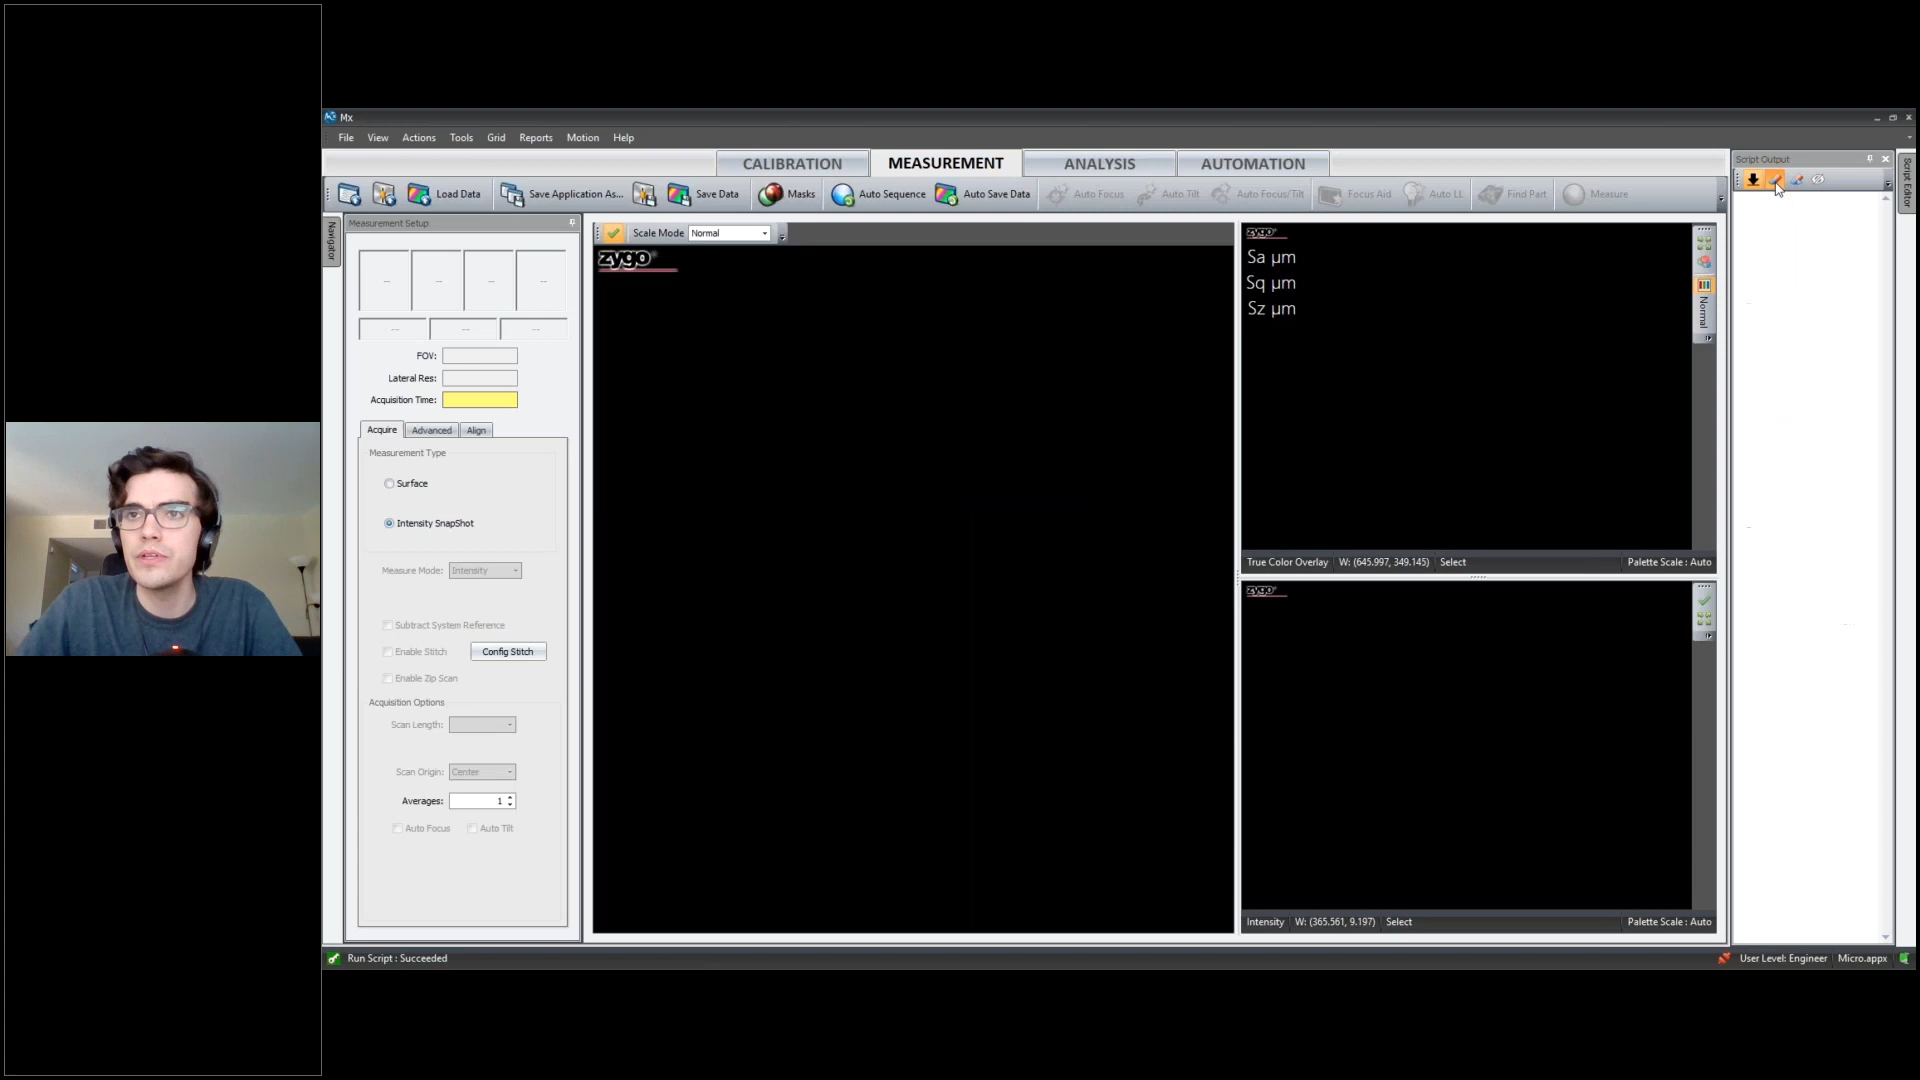 Mx
File View Actions Tools Grid Reports Motion Help
CALIBRATION MEASUREMENT ANALYSIS AUTOMATION
Load Data Save Application As... Save Data Masks Auto Sequence Auto Save Data Auto Focus Auto Tilt Auto Focus/Tilt Focus Aid Auto LL Find Part Measure
Script Output
Script Editor
Navigator
Measurement Setup
-- -- -- --
-- -- --
FOV:
Lateral Res:
Acquisition Time:
Acquire Advanced Align
Measurement Type
Surface
Intensity SnapShot
Measure Mode: Intensity
Subtract System Reference
Enable Stitch Config Stitch
Enable Zip Scan
Acquisition Options
Scan Length:
Scan Origin: Center
Averages: 1
Auto Focus Auto Tilt
Scale Mode Normal
zygo
zygo
Sa µm
Sq µm
Sz µm
Normal
True Color Overlay W: (645.997, 349.145) Select Palette Scale : Auto
zygo
Intensity W: (365.561, 9.197) Select Palette Scale : Auto
Run Script : Succeeded User Level: Engineer Micro.appx